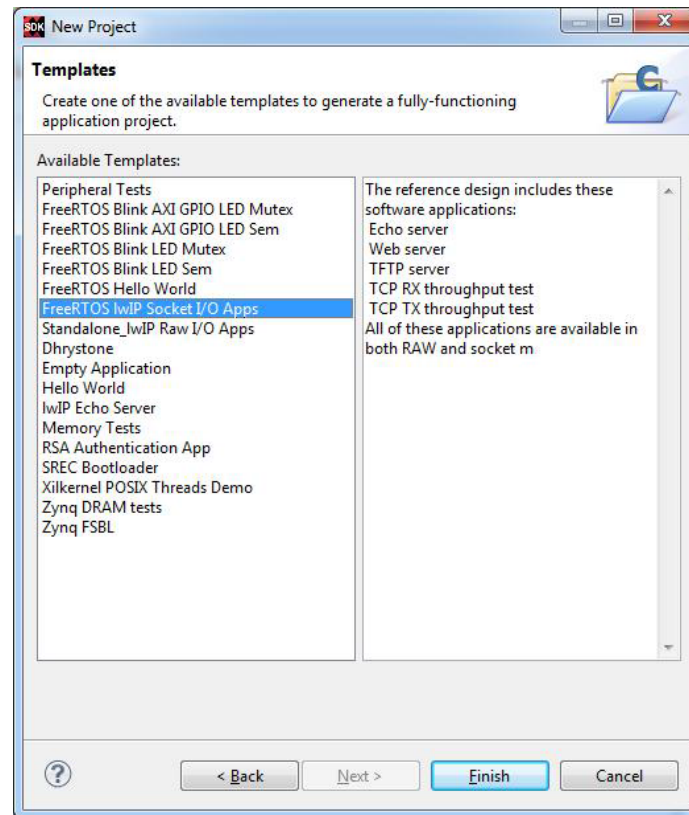 SDK New Project
Templates
Create one of the available templates to generate a fully-functioning
application project.
Available Templates:
Peripheral Tests
FreeRTOS Blink AXI GPIO LED Mutex
FreeRTOS Blink AXI GPIO LED Sem
FreeRTOS Blink LED Mutex
FreeRTOS Blink LED Sem
FreeRTOS Hello World
FreeRTOS lwIP Socket I/O Apps
Standalone_lwIP Raw I/O Apps
Dhrystone
Empty Application
Hello World
lwIP Echo Server
Memory Tests
RSA Authentication App
SREC Bootloader
Xilkernel POSIX Threads Demo
Zynq DRAM tests
Zynq FSBL
The reference design includes these
software applications:
Echo server
Web server
TFTP server
TCP RX throughput test
TCP TX throughput test
All of these applications are available in
both RAW and socket m
< Back Next > Finish Cancel